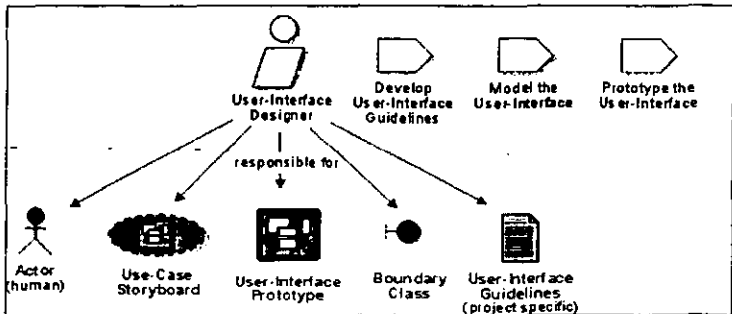 User-Interface
Designer
Develop
User-Interface
Guidelines
Model the
User-Interface
Prototype the
User-Interface
responsible for
Actor
(human)
Use-Case
Storyboard
User-Interface
Prototype
Boundary
Class
User-Interface
Guidelines
(project specific)